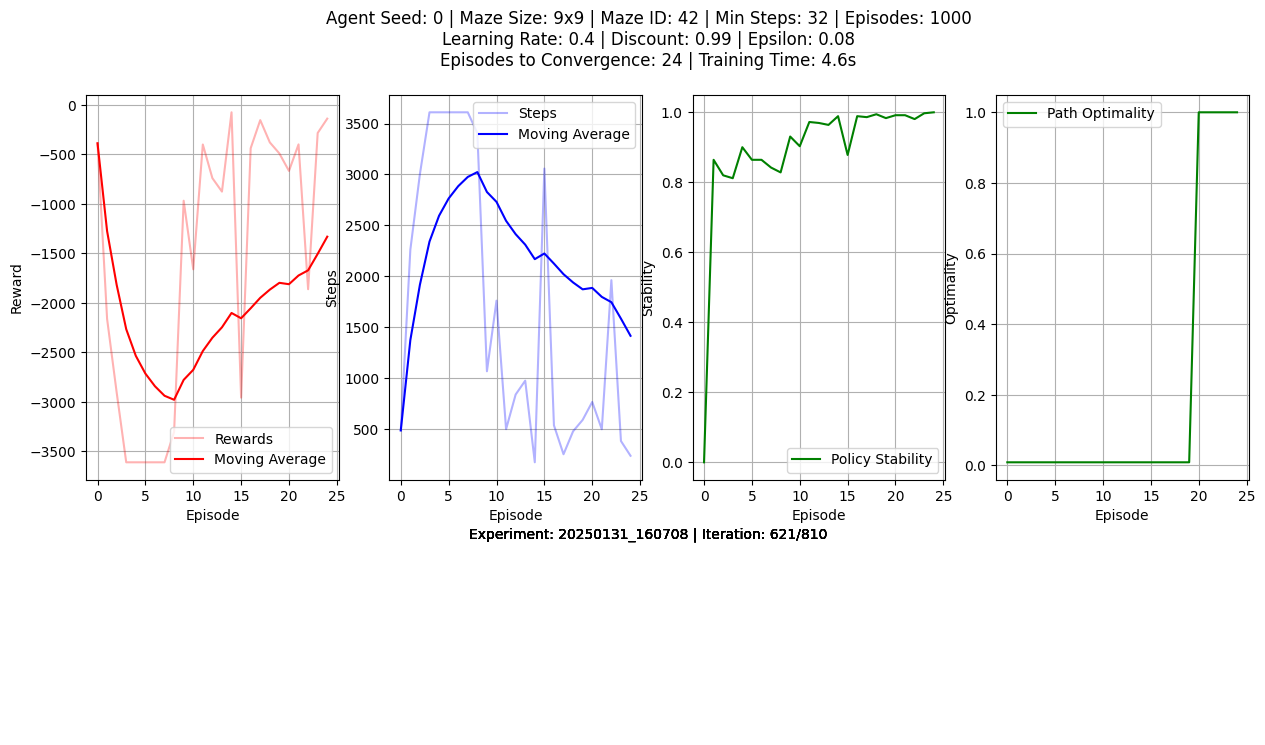 Agent Seed: 0 | Maze Size: 9x9 | Maze ID: 42 | Min Steps: 32 | Episodes: 1000
Learning Rate: 0.4 | Discount: 0.99 | Epsilon: 0.08
Episodes to Convergence: 24 | Training Time: 4.6s
Reward
0
−500
−1000
−1500
−2000
−2500
−3000
−3500
Rewards
Moving Average
0 5 10 15 20 25
Episode
Steps
3500
3000
2500
2000
1500
1000
500
Steps
Moving Average
0 5 10 15 20 25
Episode
Stability
1.0
0.8
0.6
0.4
0.2
0.0
Policy Stability
0 5 10 15 20 25
Episode
Optimality
1.0
0.8
0.6
0.4
0.2
0.0
Path Optimality
0 5 10 15 20 25
Episode
Experiment: 20250131_160708 | Iteration: 621/810